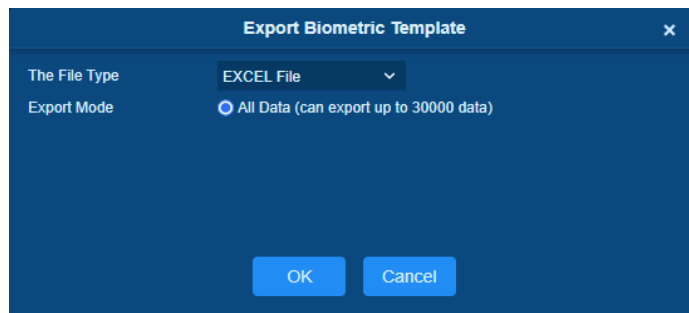 Export Biometric Template ×
The File Type EXCEL File
Export Mode All Data (can export up to 30000 data)
OK Cancel